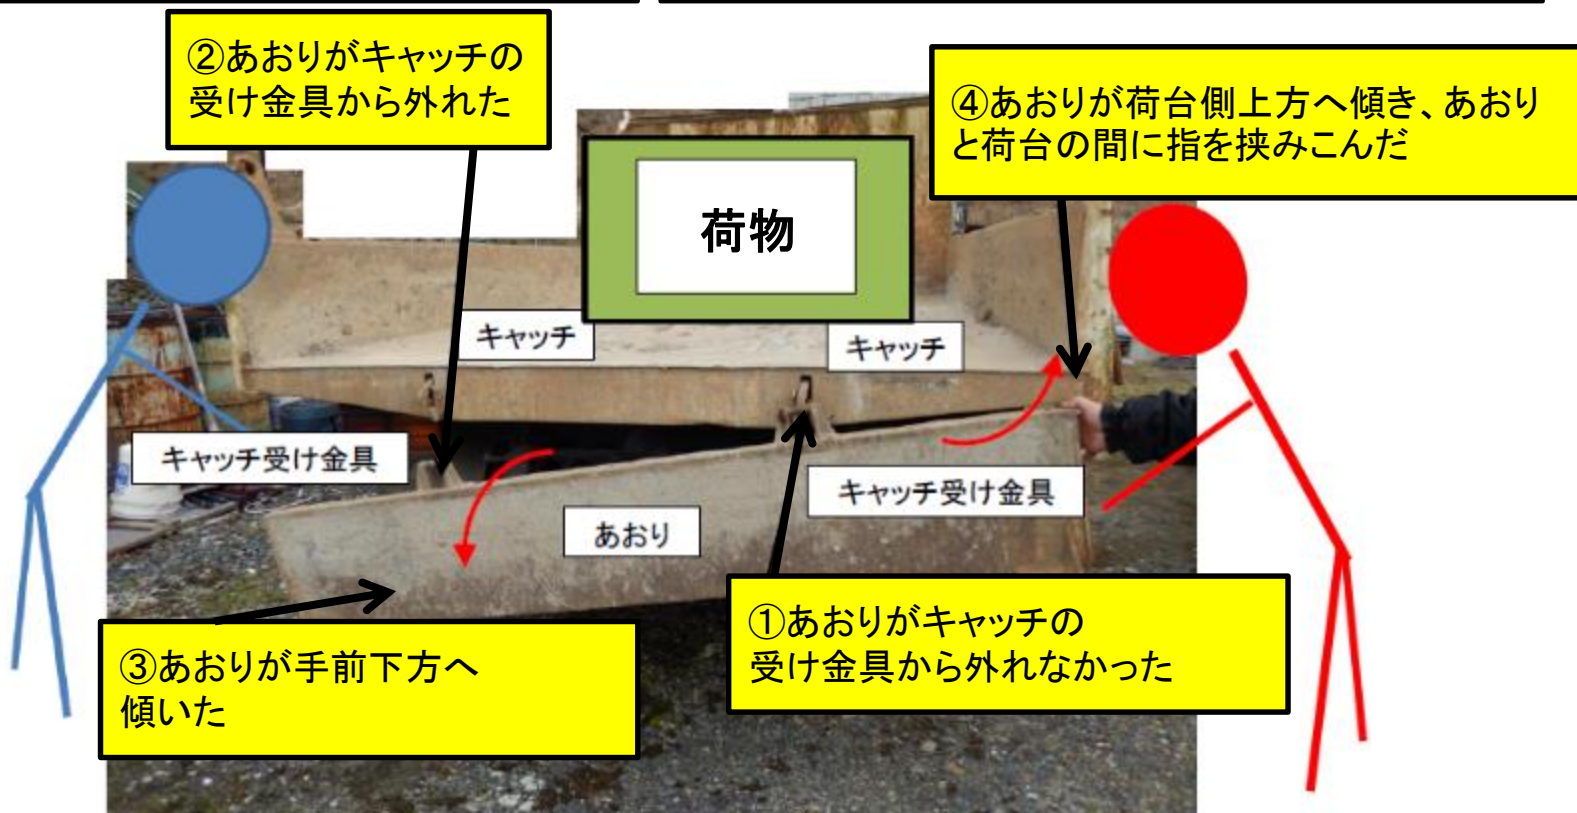 ②あおりがキャッチの
受け金具から外れた
④あおりが荷台側上方へ傾き、あおり
と荷台の間に指を挟みこんだ
荷物
キャッチ
キャッチ
キャッチ受け金具
キャッチ受け金具
あおり
①あおりがキャッチの
受け金具から外れなかった
③あおりが手前下方へ
傾いた